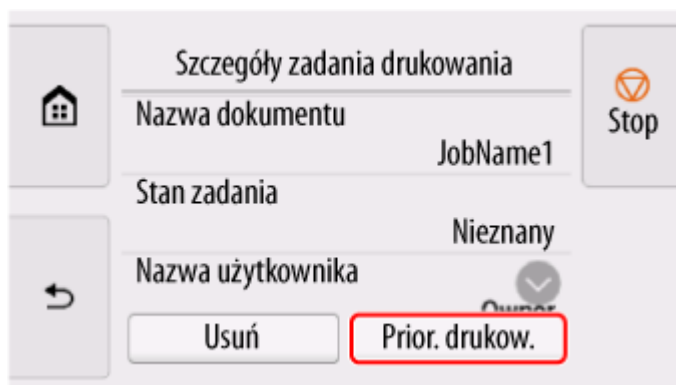 Szczegóły zadania drukowania
Nazwa dokumentu
JobName1
Stan zadania
Nieznany
Nazwa użytkownika
Usuń
Prior. drukow.
Stop